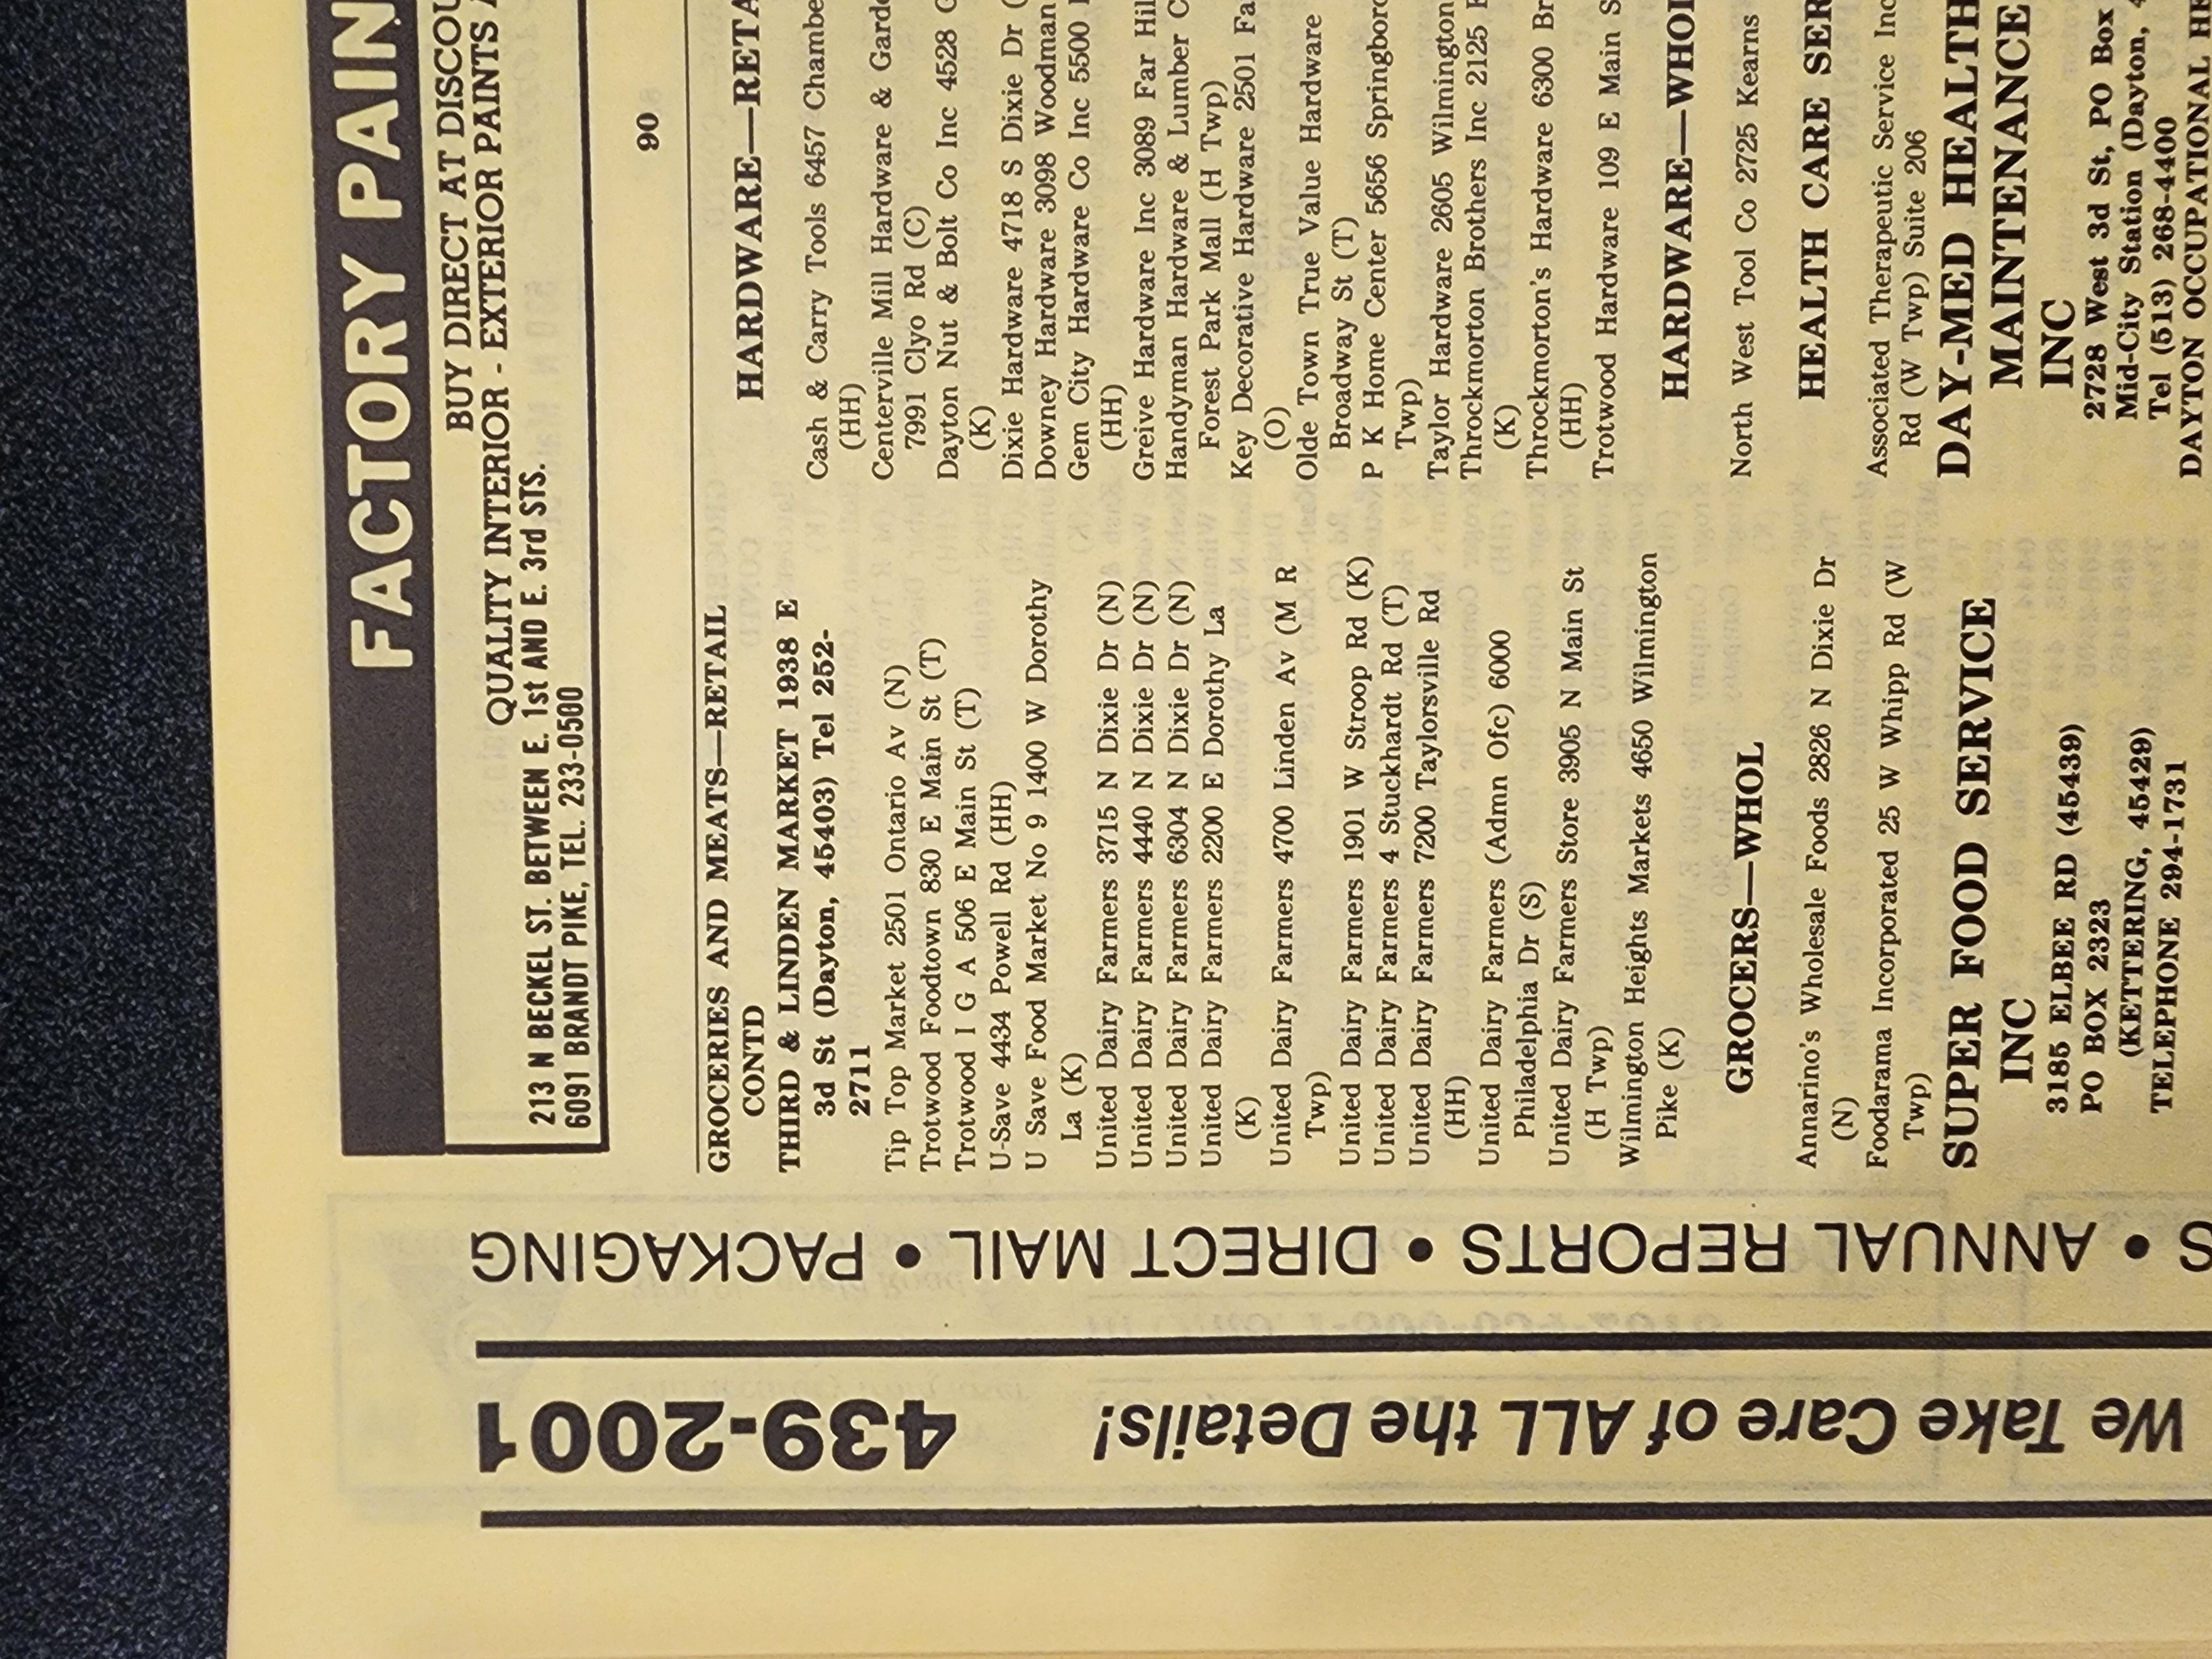 FACTORY PAIN
BUY DIRECT AT DISCOU
QUALITY INTERIOR - EXTERIOR PAINTS
213 N BECKEL ST. BETWEEN E. 1st AND E. 3rd STS.
6091 BRANDT PIKE, TEL. 233-0500
90
GROCERIES AND MEATS—RETAIL
CONTD
THIRD & LINDEN MARKET 1938 E
3d St (Dayton, 45403) Tel 252-
2711
Tip Top Market 2501 Ontario Av (N)
Trotwood Foodtown 830 E Main St (T)
Trotwood I G A 506 E Main St (T)
U-Save 4434 Powell Rd (HH)
U Save Food Market No 9 1400 W Dorothy
La (K)
United Dairy Farmers 3715 N Dixie Dr (N)
United Dairy Farmers 4440 N Dixie Dr (N)
United Dairy Farmers 6304 N Dixie Dr (N)
United Dairy Farmers 2200 E Dorothy La
(K)
United Dairy Farmers 4700 Linden Av (M R
Twp)
United Dairy Farmers 1901 W Stroop Rd (K)
United Dairy Farmers 4 Stuckhardt Rd (T)
United Dairy Farmers 7200 Taylorsville Rd
(HH)
United Dairy Farmers (Admn Ofc) 6000
Philadelphia Dr (S)
United Dairy Farmers Store 3905 N Main St
(H Twp)
Wilmington Heights Markets 4650 Wilmington
Pike (K)
GROCERS—WHOL
Annarino's Wholesale Foods 2826 N Dixie Dr
(N)
Foodarama Incorporated 25 W Whipp Rd (W
Twp)
SUPER FOOD SERVICE
INC
3185 ELBEE RD (45439)
PO BOX 2323
(KETTERING, 45429)
TELEPHONE 294-1731
HARDWARE—RETA
Cash & Carry Tools 6457 Chambe
(HH)
Centerville Mill Hardware & Garde
7991 Clyo Rd (C)
Dayton Nut & Bolt Co Inc 4528 G
(K)
Dixie Hardware 4718 S Dixie Dr (
Downey Hardware 3098 Woodman
Gem City Hardware Co Inc 5500
(HH)
Greive Hardware Inc 3089 Far Hil
Handyman Hardware & Lumber C
Forest Park Mall (H Twp)
Key Decorative Hardware 2501 Fa
(O)
Olde Town True Value Hardware
Broadway St (T)
P K Home Center 5656 Springboro
Twp)
Taylor Hardware 2605 Wilmington
Throckmorton Brothers Inc 2125
(K)
Throckmorton's Hardware 6300 Br
(HH)
Trotwood Hardware 109 E Main S
HARDWARE—WHOL
North West Tool Co 2725 Kearns
HEALTH CARE SER
Associated Therapeutic Service Inc
Rd (W Twp) Suite 206
DAY-MED HEALTH
MAINTENANCE
INC
2728 West 3d St, PO Box
Mid-City Station (Dayton, 4
Tel (513) 268-4400
DAYTON OCCUPATIONAL HE
S • ANNUAL REPORTS • DIRECT MAIL • PACKAGING
We Take Care of ALL the Details! 439-2001